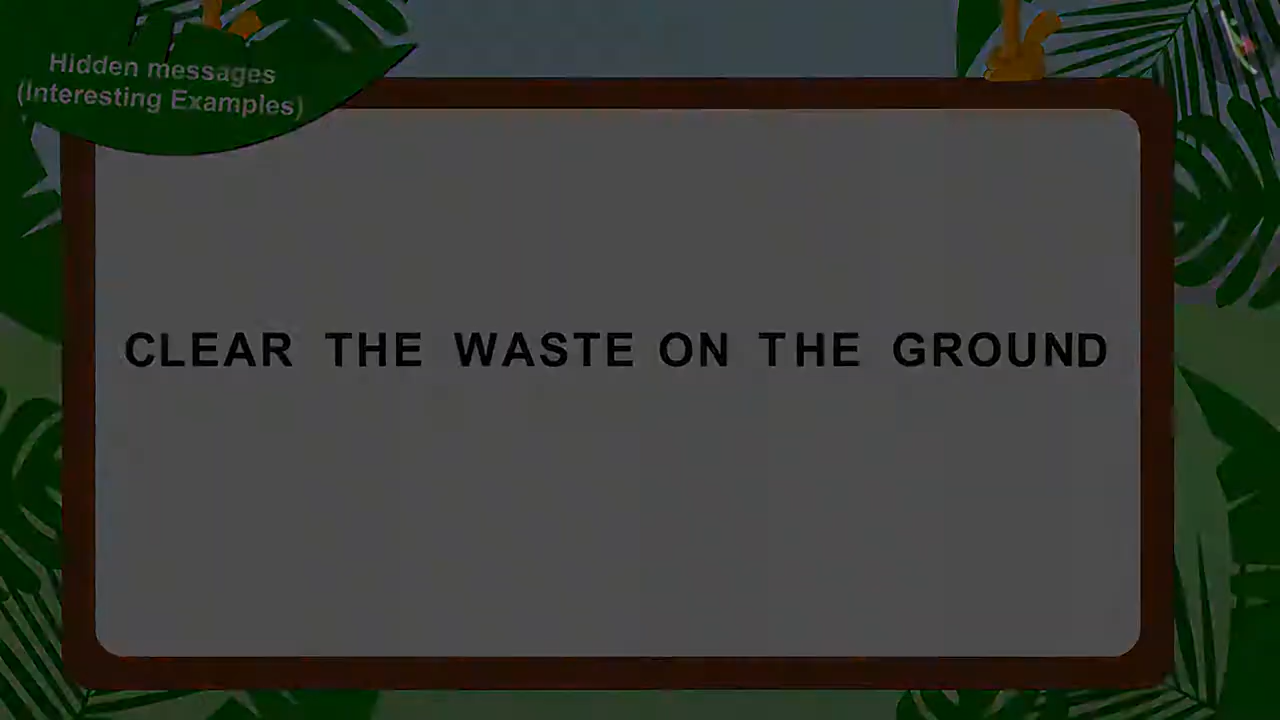 Hidden messages
(Interesting Examples)
CLEAR THE WASTE ON THE GROUND